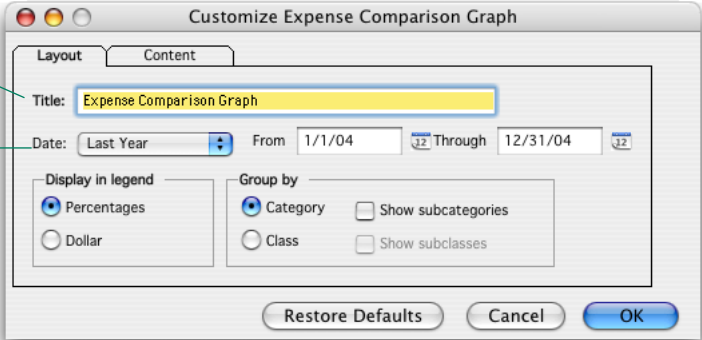 Customize Expense Comparison Graph
Layout Content
Title: Expense Comparison Graph
Date: Last Year From 1/1/04 12 Through 12/31/04 12
Display in legend Group by
Percentages Category Show subcategories
Dollar Class Show subclasses
Restore Defaults Cancel OK